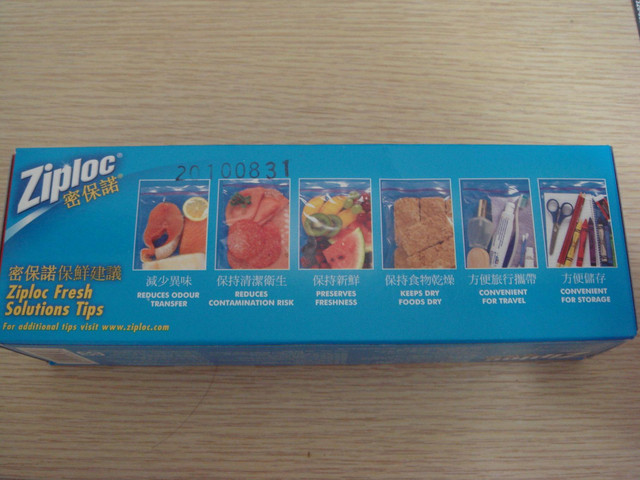 Ziploc®
密保諾®
20100831
密保諾保鮮建議
Ziploc Fresh
Solutions Tips
For additional tips visit www.ziploc.com
減少異味
REDUCES ODOUR
TRANSFER
保持清潔衛生
REDUCES
CONTAMINATION RISK
保持新鮮
PRESERVES
FRESHNESS
保持食物乾燥
KEEPS DRY
FOODS DRY
方便旅行攜帶
CONVENIENT
FOR TRAVEL
方便儲存
CONVENIENT
FOR STORAGE